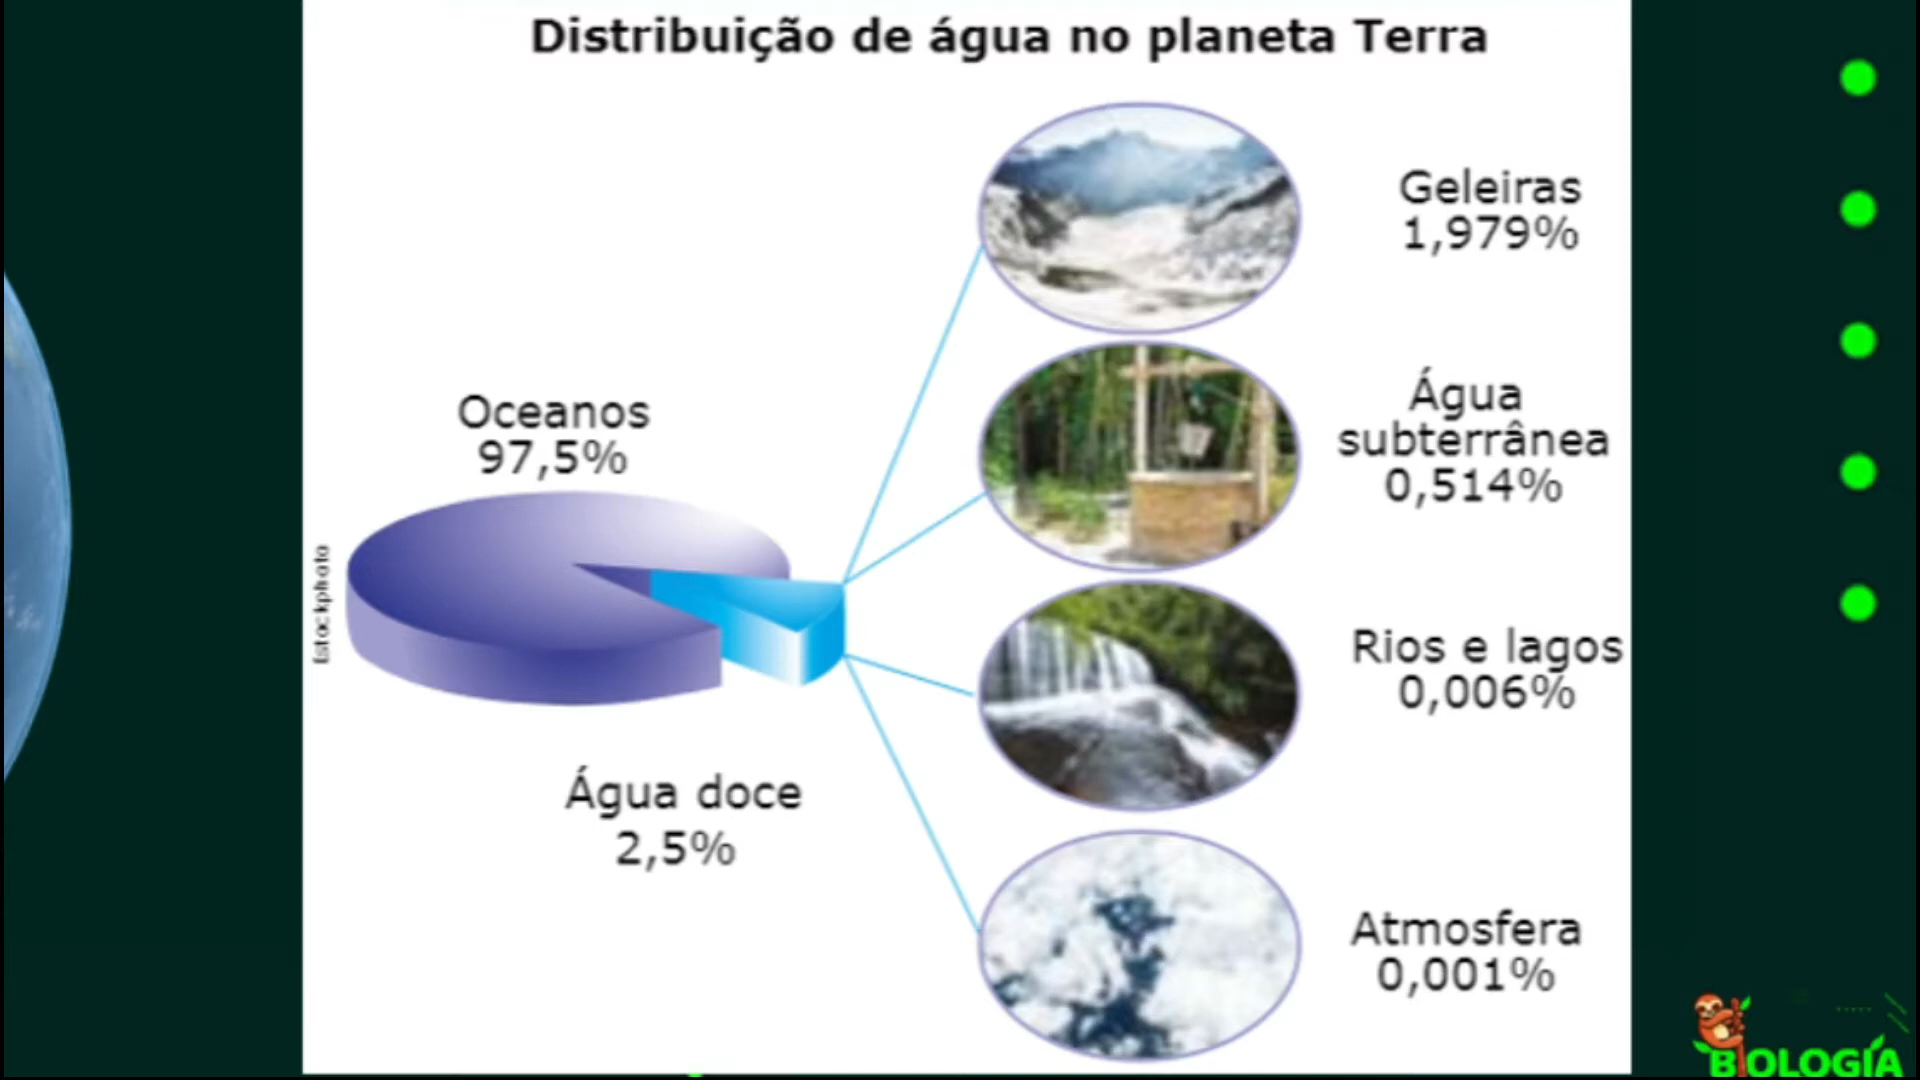 Distribuição de água no planeta Terra
Geleiras
1,979%
Água
subterrânea
0,514%
Oceanos
97,5%
Istockphoto
Rios e lagos
0,006%
Água doce
2,5%
Atmosfera
0,001%
BIOLOGIA